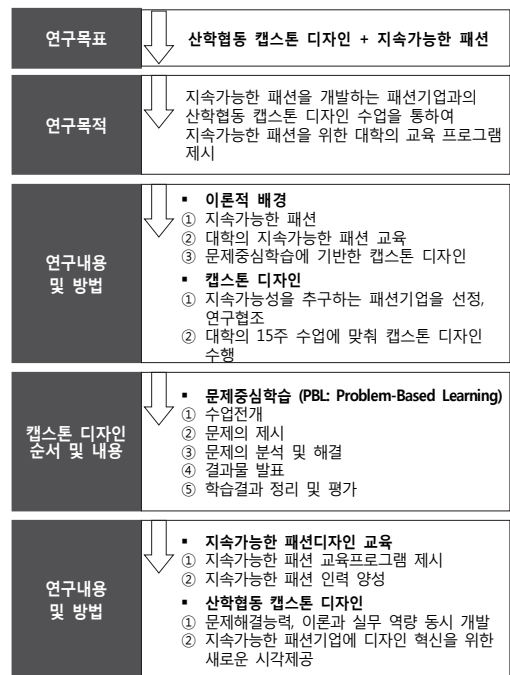 연구목표
산학협동 캡스톤 디자인 + 지속가능한 패션
연구목적
지속가능한 패션을 개발하는 패션기업과의
산학협동 캡스톤 디자인 수업을 통하여
지속가능한 패션을 위한 대학의 교육 프로그램
제시
연구내용
및 방법
▪ 이론적 배경
① 지속가능한 패션
② 대학의 지속가능한 패션 교육
③ 문제중심학습에 기반한 캡스톤 디자인
▪ 캡스톤 디자인
① 지속가능성을 추구하는 패션기업을 선정,
연구협조
② 대학의 15주 수업에 맞춰 캡스톤 디자인
수행
캡스톤 디자인
순서 및 내용
▪ 문제중심학습 (PBL: Problem-Based Learning)
① 수업전개
② 문제의 제시
③ 문제의 분석 및 해결
④ 결과물 발표
⑤ 학습결과 정리 및 평가
연구내용
및 방법
▪ 지속가능한 패션디자인 교육
① 지속가능한 패션 교육프로그램 제시
② 지속가능한 패션 인력 양성
▪ 산학협동 캡스톤 디자인
① 문제해결능력, 이론과 실무 역량 동시 개발
② 지속가능한 패션기업에 디자인 혁신을 위한
새로운 시각제공